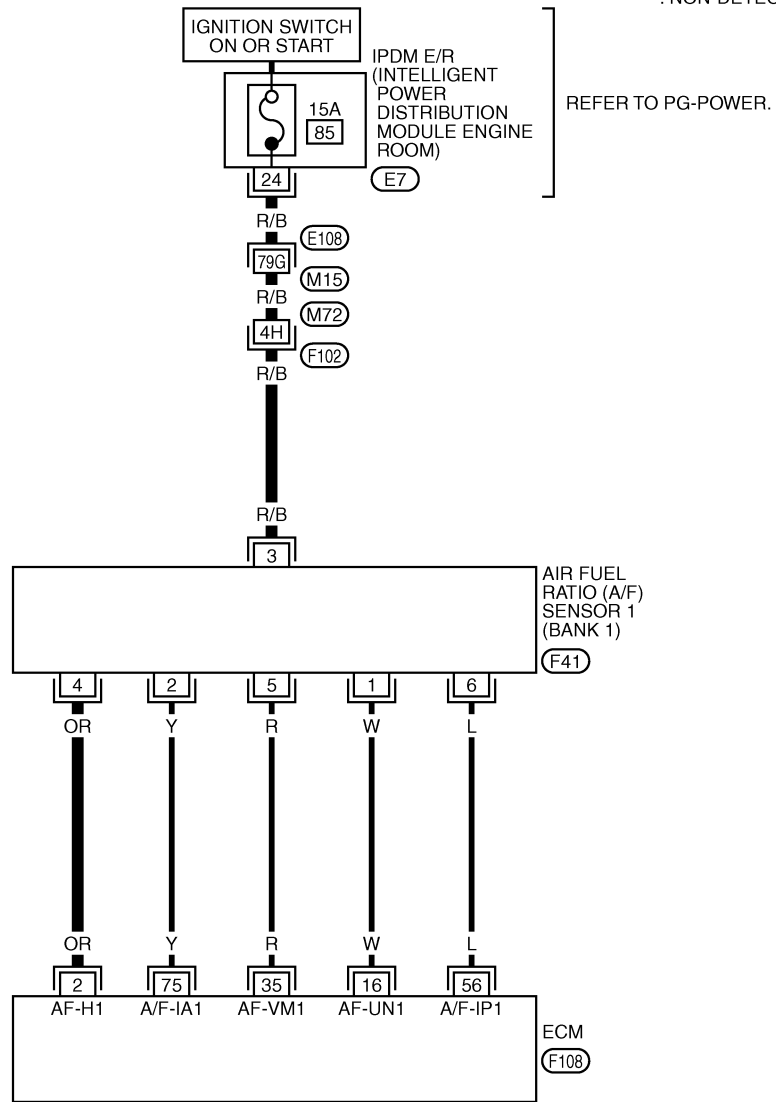 : NON-DETEC
IGNITION SWITCH
ON OR START
IPDM E/R
(INTELLIGENT
POWER
DISTRIBUTION
MODULE ENGINE
ROOM)
REFER TO PG-POWER.
15A
85
24
E7
R/B
E108
79G
M15
R/B
M72
4H
F102
R/B
R/B
3
AIR FUEL
RATIO (A/F)
SENSOR 1
(BANK 1)
F41
4 2 5 1 6
OR Y R W L
OR Y R W L
2 75 35 16 56
AF-H1 A/F-IA1 AF-VM1 AF-UN1 A/F-IP1
ECM
F108